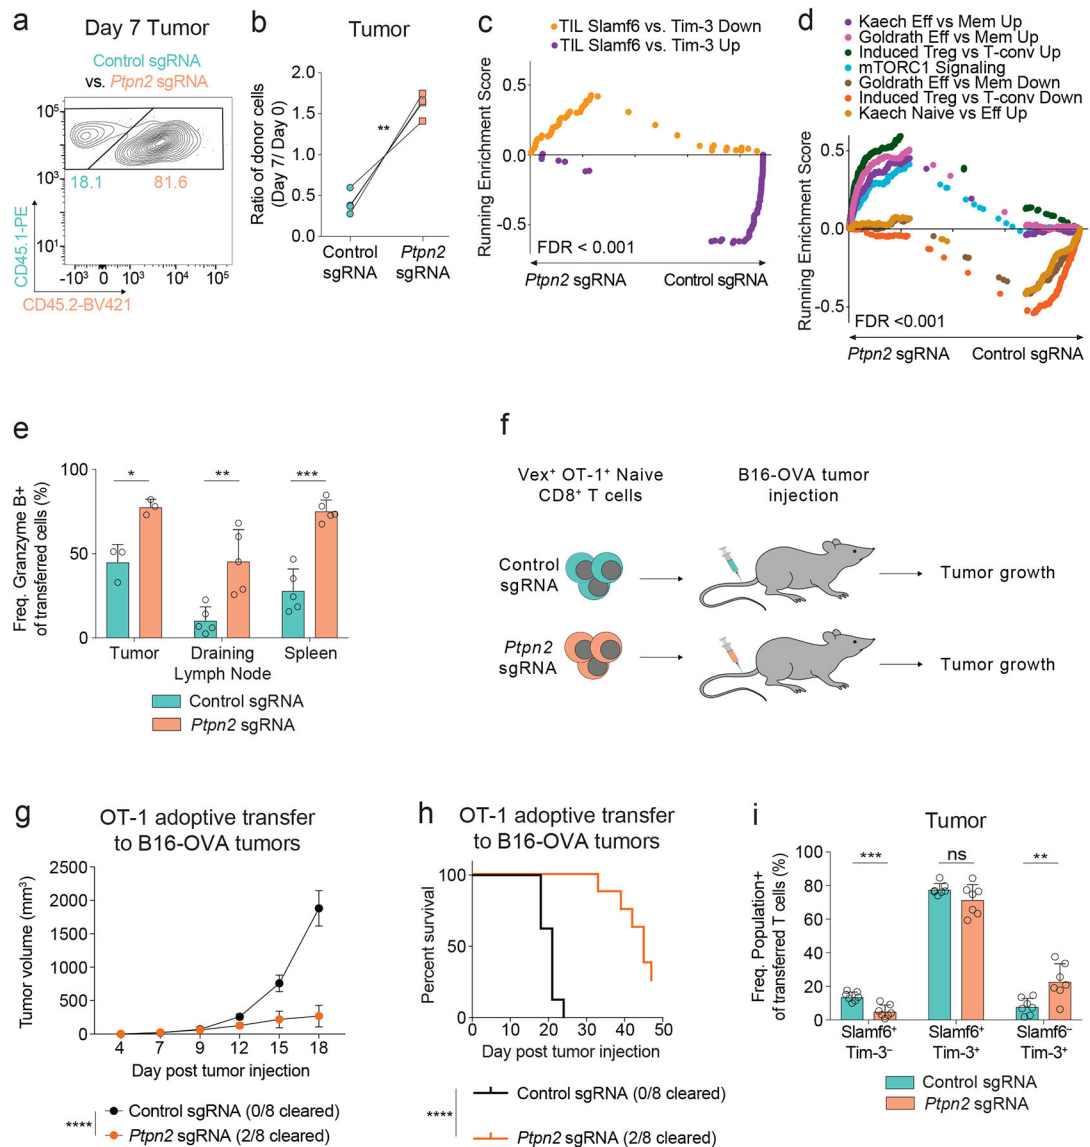 a
Day 7 Tumor
Control sgRNA
vs. Ptpn2 sgRNA
10⁵
10³
10¹
18.1
81.6
-10³
0
10³
10⁴
10⁵
CD45.1-PE
CD45.2-BV421
b
Tumor
Ratio of donor cells
(Day 7/ Day 0)
2.0
1.5
1.0
0.5
0.0
**
Control
sgRNA
Ptpn2
sgRNA
c
TIL Slamf6 vs. Tim-3 Down
TIL Slamf6 vs. Tim-3 Up
Running Enrichment Score
0.5
0.0
-0.5
FDR < 0.001
Ptpn2 sgRNA
Control sgRNA
d
Kaech Eff vs Mem Up
Goldrath Eff vs Mem Up
Induced Treg vs T-conv Up
mTORC1 Signaling
Goldrath Eff vs Mem Down
Induced Treg vs T-conv Down
Kaech Naive vs Eff Up
Running Enrichment Score
0.5
0.0
-0.5
FDR <0.001
Ptpn2 sgRNA
Control sgRNA
e
Freq. Granzyme B+
of transferred cells (%)
100
50
0
*
**
***
Tumor
Draining
Lymph Node
Spleen
Control sgRNA
Ptpn2 sgRNA
f
Vex⁺ OT-1⁺ Naive
CD8⁺ T cells
B16-OVA tumor
injection
Control
sgRNA
Tumor growth
Ptpn2
sgRNA
Tumor growth
g
OT-1 adoptive transfer
to B16-OVA tumors
Tumor volume (mm³)
2500
2000
1500
1000
500
0
4
7
9
12
15
18
Day post tumor injection
****
Control sgRNA (0/8 cleared)
Ptpn2 sgRNA (2/8 cleared)
h
OT-1 adoptive transfer
to B16-OVA tumors
Percent survival
100
50
0
0
10
20
30
40
50
Day post tumor injection
****
Control sgRNA (0/8 cleared)
Ptpn2 sgRNA (2/8 cleared)
i
Tumor
Freq. Population+
of transferred T cells (%)
100
80
60
40
20
0
***
ns
**
Slamf6⁺
Tim-3⁻
Slamf6⁺
Tim-3⁺
Slamf6⁻
Tim-3⁺
Control sgRNA
Ptpn2 sgRNA